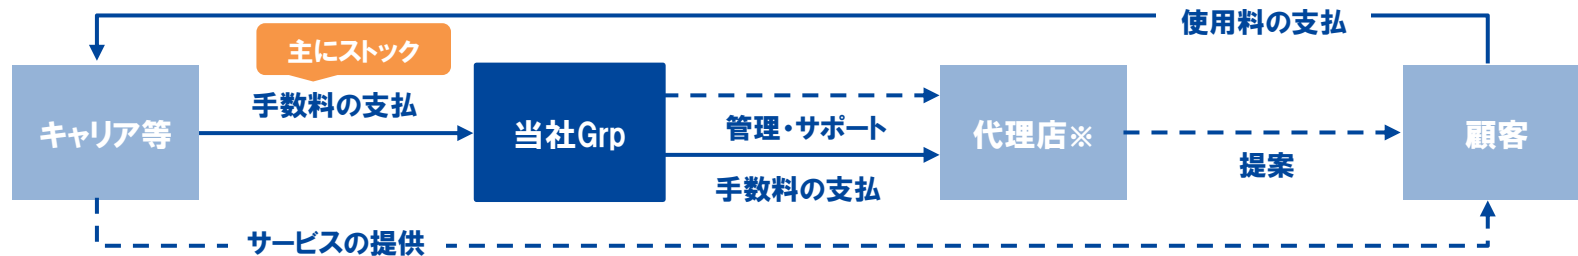 使用料の支払
主にストック
手数料の支払
キャリア等
当社Grp
管理・サポート
手数料の支払
代理店※
提案
顧客
サービスの提供